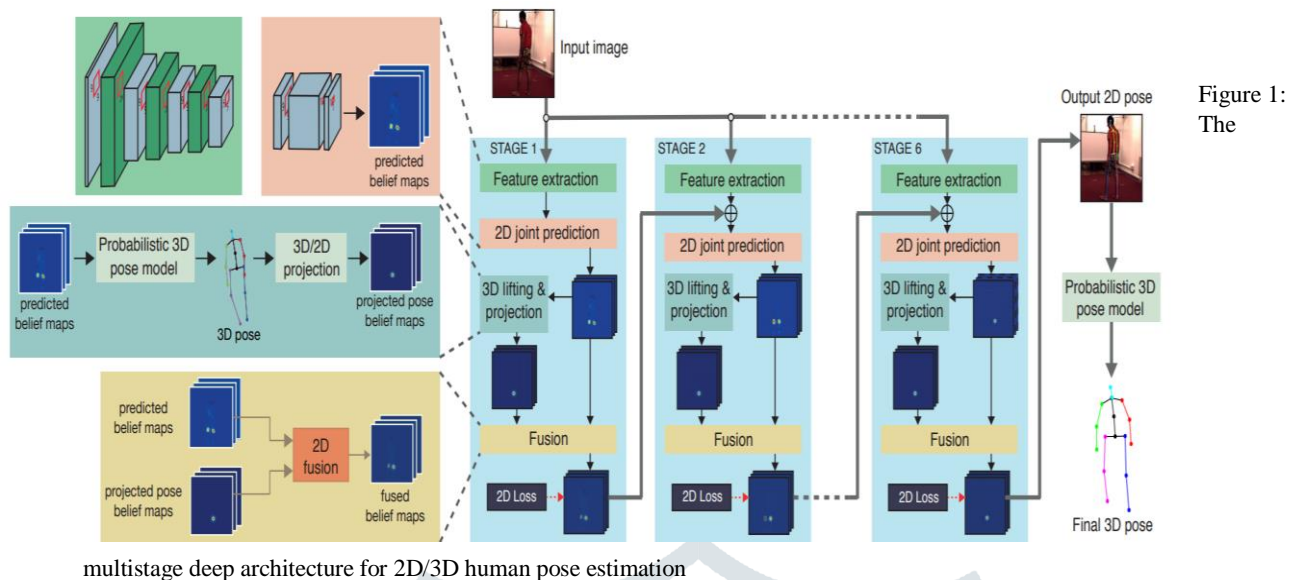 Input image
Output 2D pose
Figure 1:
The
predicted
belief maps
STAGE 1
Feature extraction
2D joint prediction
3D lifting &
projection
Fusion
2D Loss
STAGE 2
Feature extraction
2D joint prediction
3D lifting &
projection
Fusion
2D Loss
STAGE 6
Feature extraction
2D joint prediction
3D lifting &
projection
Fusion
2D Loss
predicted
belief maps
Probabilistic 3D
pose model
3D pose
3D/2D
projection
projected pose
belief maps
predicted
belief maps
projected pose
belief maps
2D
fusion
fused
belief maps
Probabilistic 3D
pose model
Final 3D pose
multistage deep architecture for 2D/3D human pose estimation